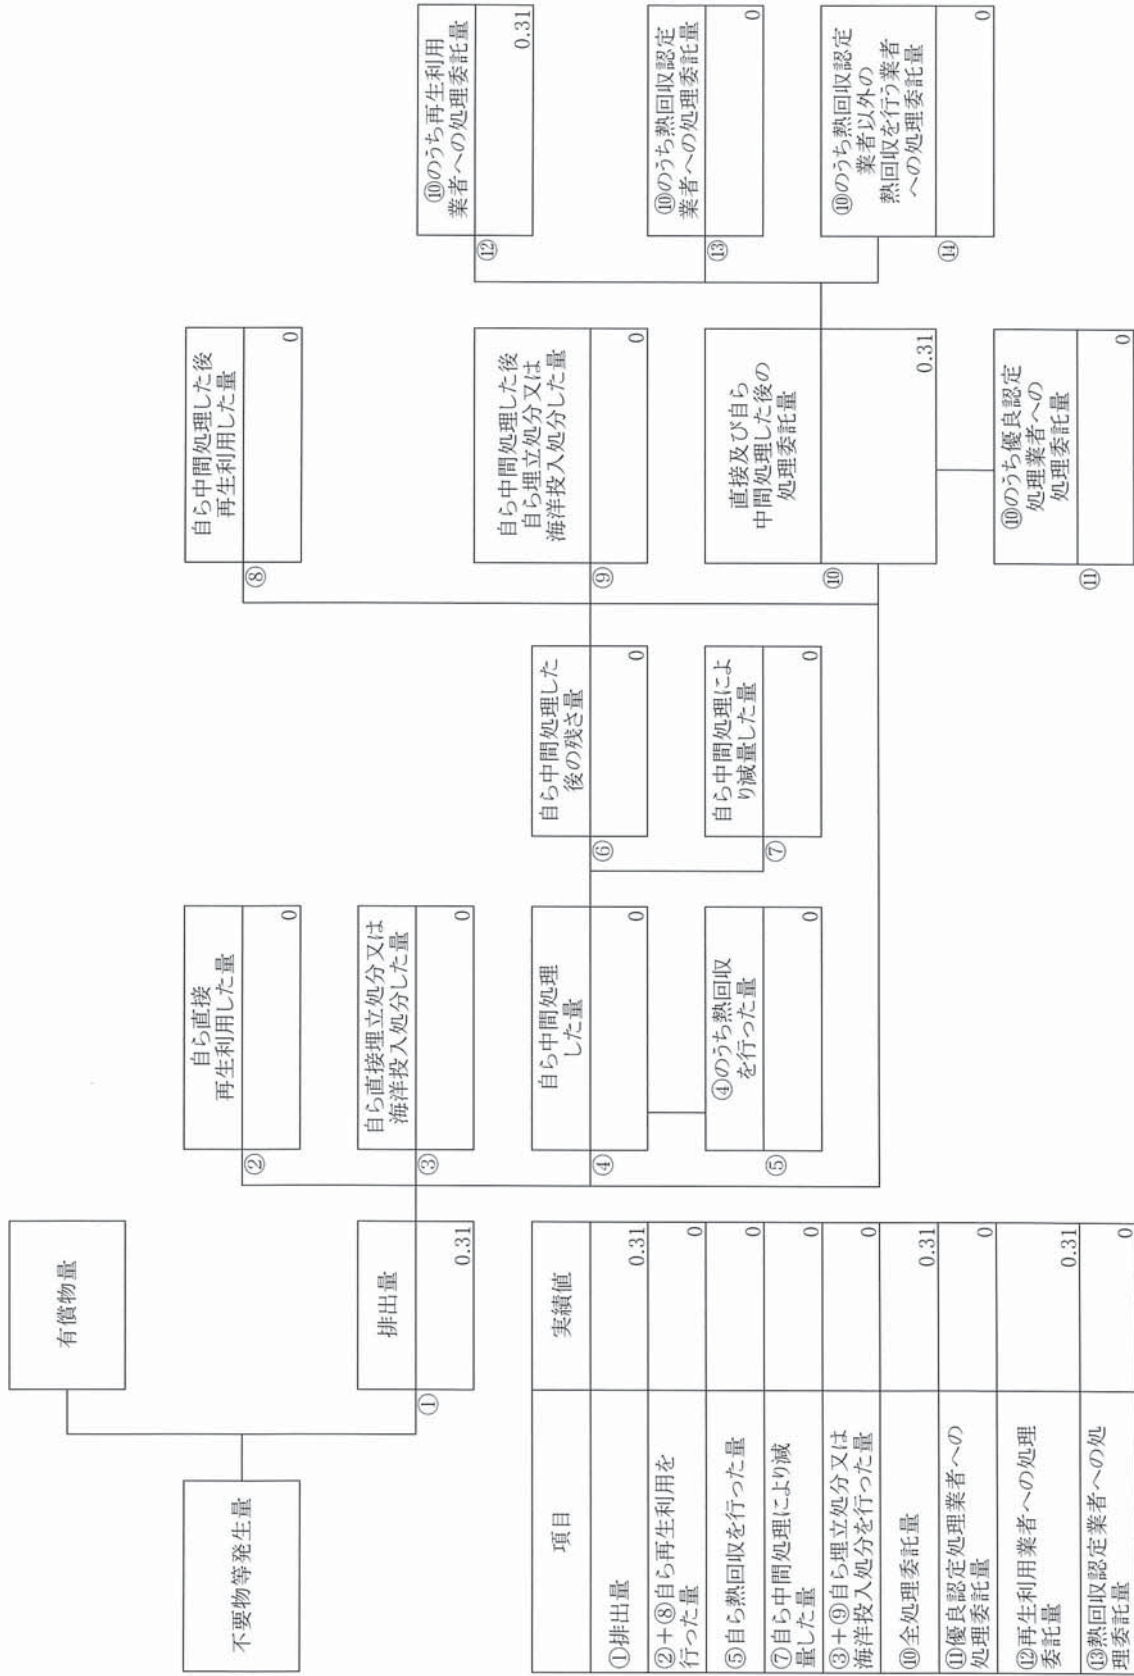 不要物等発生量
有償物量
①
排出量
0.31
②
自ら直接
再生利用した量
0
③
自ら直接埋立処分又は
海洋投入処分した量
0
④
自ら中間処理
した量
0
⑤
④のうち熱回収
を行った量
0
⑥
自ら中間処理した
後の残さ量
0
⑦
自ら中間処理によ
り減量した量
0
⑧
自ら中間処理した後
再生利用した量
0
⑨
自ら中間処理した後
自ら埋立処分又は
海洋投入処分した量
0
⑩
直接及び自ら
中間処理した後の
処理委託量
0.31
⑪
⑩のうち優良認定
処理業者への
処理委託量
0
⑫
⑩のうち再生利用
業者への処理委託量
0.31
⑬
⑩のうち熱回収認定
業者への処理委託量
0
⑭
⑩のうち熱回収認定
業者以外の
熱回収を行う業者
への処理委託量
0
項目
実績値
①排出量
0.31
②+⑧自ら再生利用を
行った量
0
⑤自ら熱回収を行った量
0
⑦自ら中間処理により減
量した量
0
③+⑨自ら埋立処分又は
海洋投入処分を行った量
0
⑩全処理委託量
0.31
⑪優良認定処理業者への
処理委託量
0
⑫再生利用業者への処理
委託量
0.31
⑬熱回収認定業者への処
理委託量
0